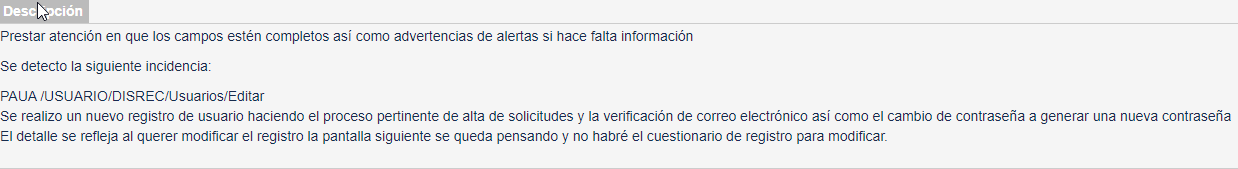 Descripción
Prestar atención en que los campos estén completos así como advertencias de alertas si hace falta información
Se detecto la siguiente incidencia:
PAUA /USUARIO/DISREC/Usuarios/Editar
Se realizo un nuevo registro de usuario haciendo el proceso pertinente de alta de solicitudes y la verificación de correo electrónico así como el cambio de contraseña a generar una nueva contraseña
El detalle se refleja al querer modificar el registro la pantalla siguiente se queda pensando y no habré el cuestionario de registro para modificar.